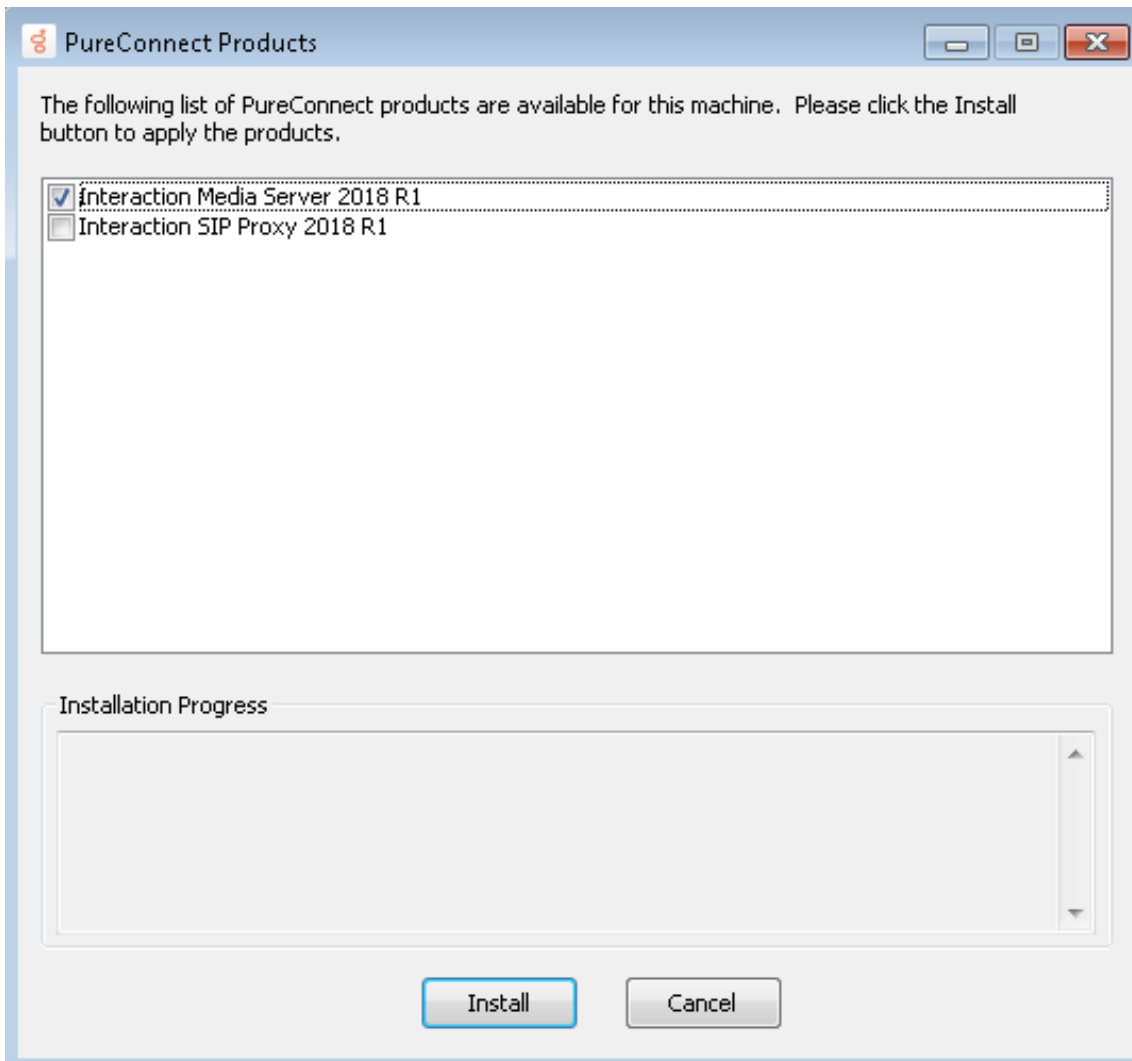 PureConnect Products
The following list of PureConnect products are available for this machine.  Please click the Install
button to apply the products.
Interaction Media Server 2018 R1
Interaction SIP Proxy 2018 R1
Installation Progress
Install
Cancel